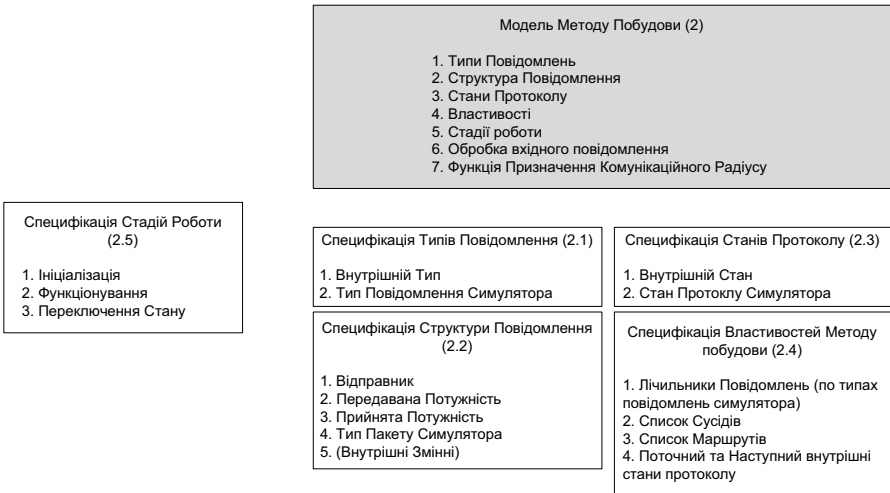 Модель Методу Побудови (2)
1. Типи Повідомлень
2. Структура Повідомлення
3. Стани Протоколу
4. Властивості
5. Стадії роботи
6. Обробка вхідного повідомлення
7. Функція Призначення Комунікаційного Радіусу
Специфікація Стадій Роботи
(2.5)
1. Ініціалізація
2. Функціонування
3. Переключення Стану
Специфікація Типів Повідомлення (2.1)
1. Внутрішній Тип
2. Тип Повідомлення Симулятора
Специфікація Станів Протоколу (2.3)
1. Внутрішній Стан
2. Стан Протоклу Симулятора
Специфікація Структури Повідомлення
(2.2)
1. Відправник
2. Передавана Потужність
3. Прийнята Потужність
4. Тип Пакету Симулятора
5. (Внутрішні Змінні)
Специфікація Властивостей Методу
побудови (2.4)
1. Лічильники Повідомлень (по типах
повідомлень симулятора)
2. Список Сусідів
3. Список Маршрутів
4. Поточний та Наступний внутрішні
стани протоколу